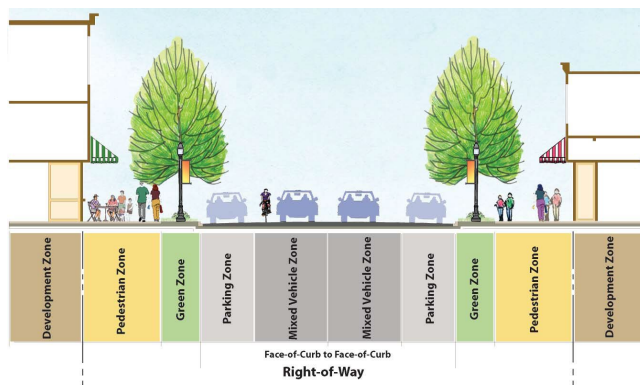 Development Zone
Pedestrian Zone
Green Zone
Parking Zone
Mixed Vehicle Zone
Mixed Vehicle Zone
Parking Zone
Green Zone
Pedestrian Zone
Development Zone
Face-of-Curb to Face-of-Curb
Right-of-Way